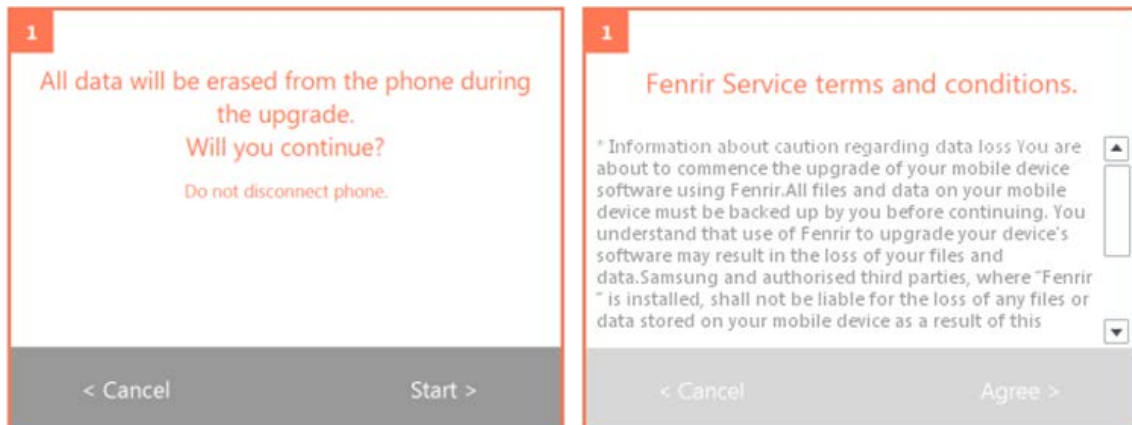 1
All data will be erased from the phone during
the upgrade.
Will you continue?
Do not disconnect phone.
< Cancel
Start >
1
Fenrir Service terms and conditions.
* Information about caution regarding data loss You are
about to commence the upgrade of your mobile device
software using Fenrir.All files and data on your mobile
device must be backed up by you before continuing. You
understand that use of Fenrir to upgrade your device's
software may result in the loss of your files and
data.Samsung and authorised third parties, where "Fenrir
" is installed, shall not be liable for the loss of any files or
data stored on your mobile device as a result of this
< Cancel
Agree >